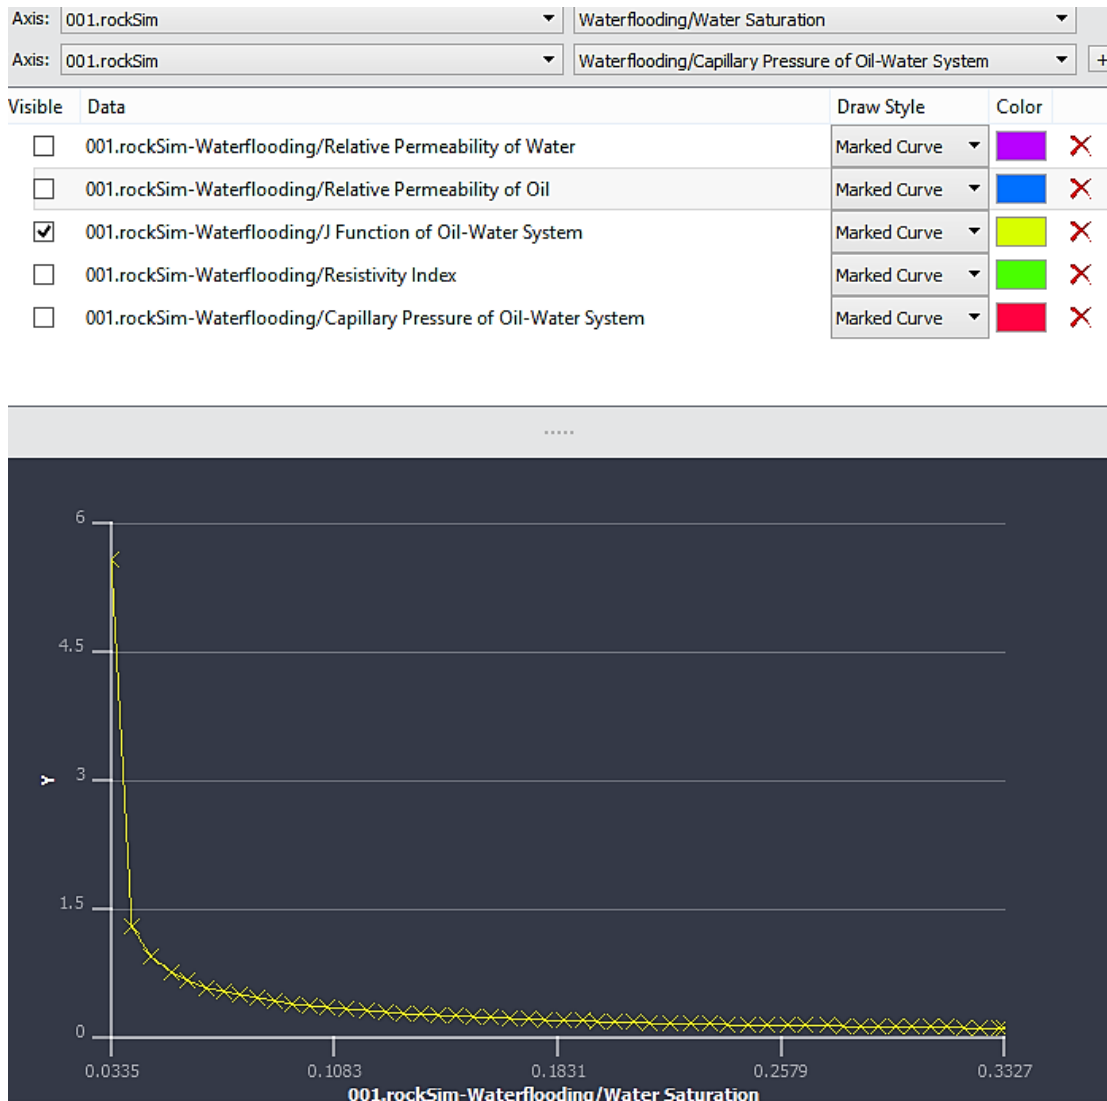 Axis: 001.rockSim Waterflooding/Water Saturation
Axis: 001.rockSim Waterflooding/Capillary Pressure of Oil-Water System +
Visible Data Draw Style Color
001.rockSim-Waterflooding/Relative Permeability of Water Marked Curve
001.rockSim-Waterflooding/Relative Permeability of Oil Marked Curve
001.rockSim-Waterflooding/J Function of Oil-Water System Marked Curve
001.rockSim-Waterflooding/Resistivity Index Marked Curve
001.rockSim-Waterflooding/Capillary Pressure of Oil-Water System Marked Curve
6
4.5
Y 3
1.5
0
0.0335 0.1083 0.1831 0.2579 0.3327
001.rockSim-Waterflooding/Water Saturation